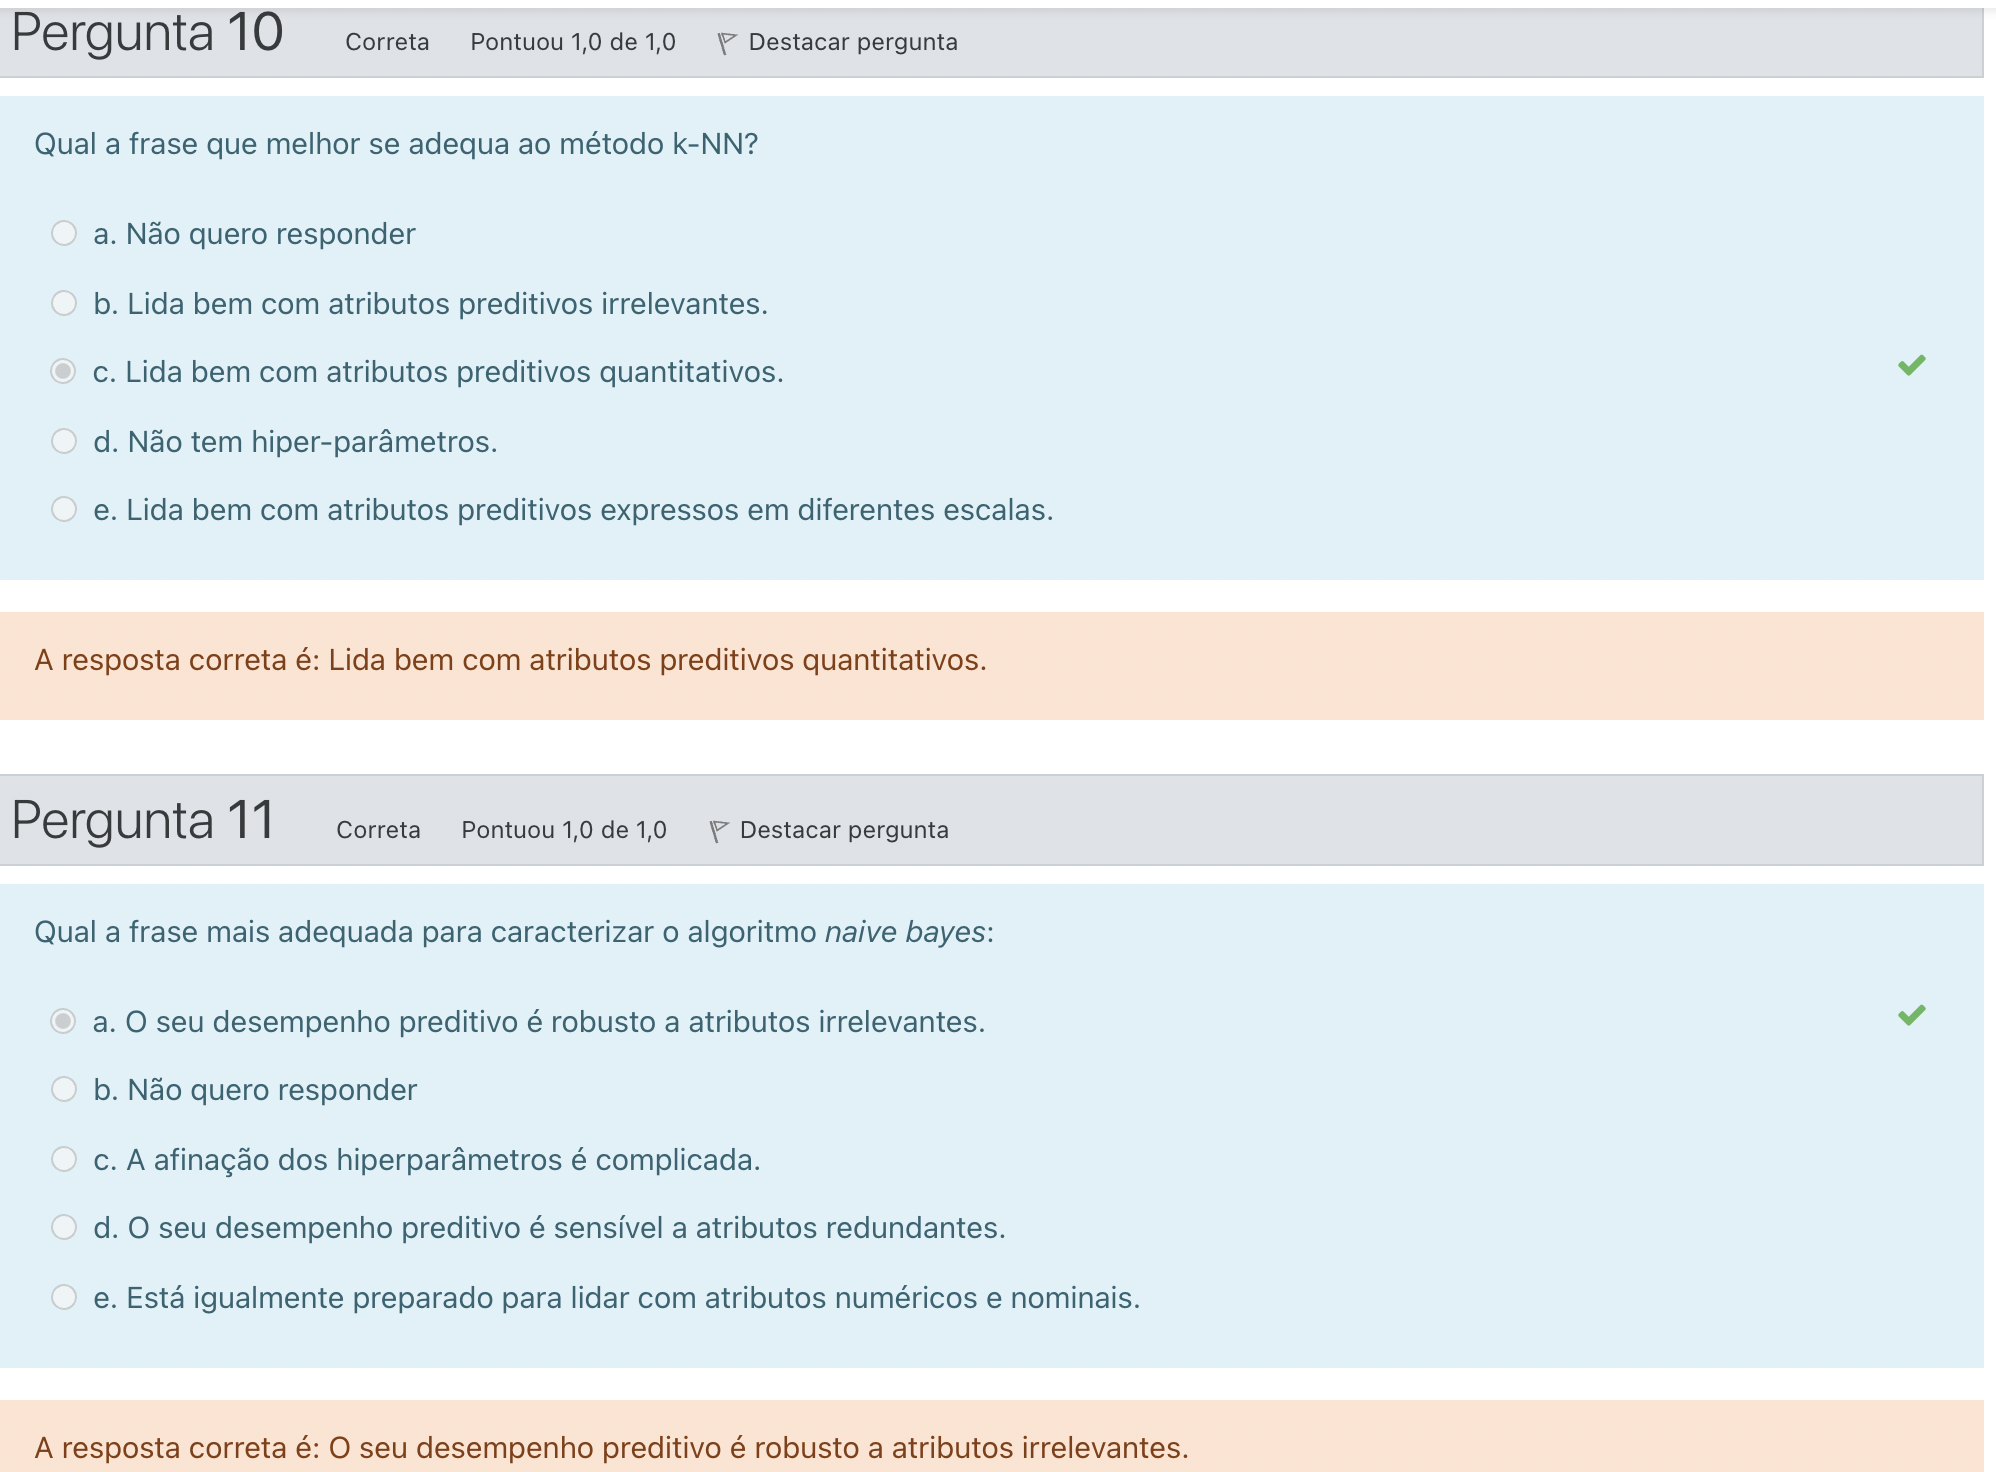 Pergunta 10 Correta Pontuou 1,0 de 1,0 Destacar pergunta
Qual a frase que melhor se adequa ao método k-NN?
a. Não quero responder
b. Lida bem com atributos preditivos irrelevantes.
c. Lida bem com atributos preditivos quantitativos.
d. Não tem hiper-parâmetros.
e. Lida bem com atributos preditivos expressos em diferentes escalas.
A resposta correta é: Lida bem com atributos preditivos quantitativos.
Pergunta 11 Correta Pontuou 1,0 de 1,0 Destacar pergunta
Qual a frase mais adequada para caracterizar o algoritmo naive bayes:
a. O seu desempenho preditivo é robusto a atributos irrelevantes.
b. Não quero responder
c. A afinação dos hiperparâmetros é complicada.
d. O seu desempenho preditivo é sensível a atributos redundantes.
e. Está igualmente preparado para lidar com atributos numéricos e nominais.
A resposta correta é: O seu desempenho preditivo é robusto a atributos irrelevantes.